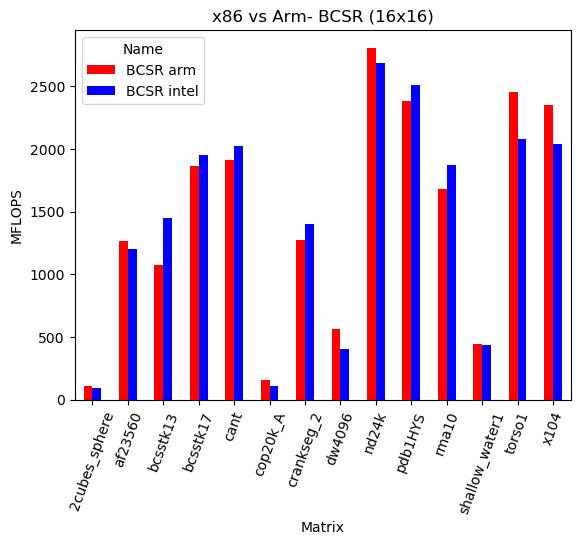 x86 vs Arm- BCSR (16x16)
Name
BCSR arm
BCSR intel
MFLOPS
2500
2000
1500
1000
500
0
2cubes_sphere
af23560
bcsstk13
bcsstk17
cant
cop20k_A
crankseg_2
dw4096
nd24k
pdb1HYS
rma10
shallow_water1
torso1
x104
Matrix